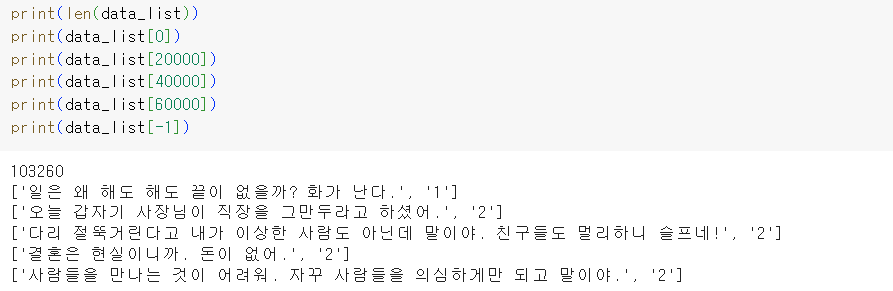 print(len(data_list))
print(data_list[0])
print(data_list[20000])
print(data_list[40000])
print(data_list[60000])
print(data_list[-1])
103260
['일은 왜 해도 해도 끝이 없을까? 화가 난다.', '1']
['오늘 갑자기 사장님이 직장을 그만두라고 하셨어.', '2']
['다리 절뚝거린다고 내가 이상한 사람도 아닌데 말이야. 친구들도 멀리하니 슬프네!', '2']
['결혼은 현실이니까. 돈이 없어.', '2']
['사람들을 만나는 것이 어려워. 자꾸 사람들을 의심하게만 되고 말이야.', '2']